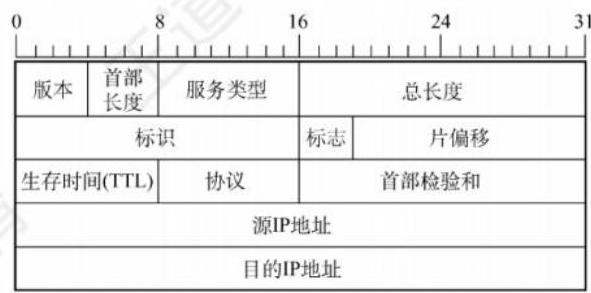 0 8 16 24 31
版本 首部长度 服务类型 总长度
标识 标志 片偏移
生存时间(TTL) 协议 首部检验和
源IP地址
目的IP地址